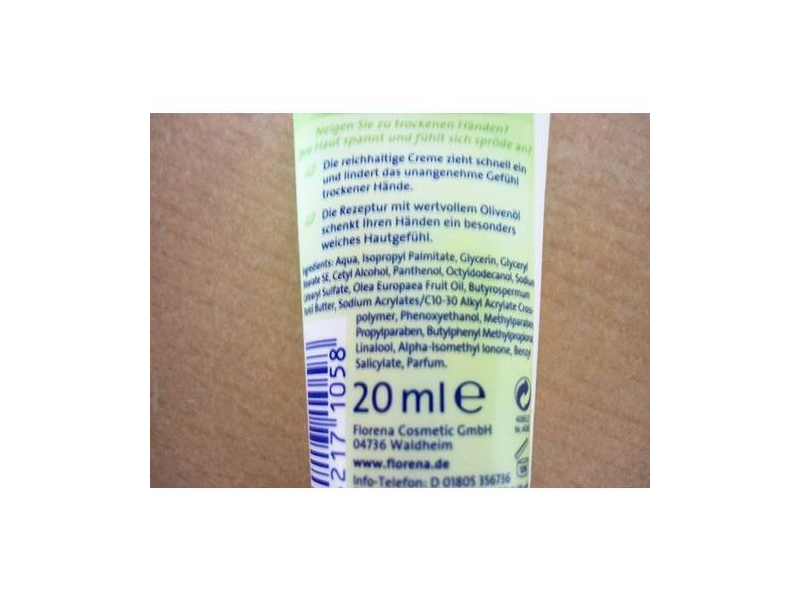 Neigen Sie zu trockenen Händen?
Haut spannt und fühlt sich spröde an?
Die reichhaltige Creme zieht schnell ein
und lindert das unangenehme Gefühl
trockener Hände.
Die Rezeptur mit wertvollem Olivenöl
schenkt Ihren Händen ein besonders
weiches Hautgefühl.
Ingredients: Aqua, Isopropyl Palmitate, Glycerin, Glyceryl
Stearate SE, Cetyl Alcohol, Panthenol, Octyldodecanol, Sodium
Cetearyl Sulfate, Olea Europaea Fruit Oil, Butyrospermum
Parkii Butter, Sodium Acrylates/C10-30 Alkyl Acrylate Cross-
polymer, Phenoxyethanol, Methylparaben,
Propylparaben, Butylphenyl Methylpropional,
Linalool, Alpha-Isomethyl Ionone, Benzyl
Salicylate, Parfum.
217 1058
20 ml e
Florena Cosmetic GmbH
04736 Waldheim
www.florena.de
Info-Telefon: D 01805 356736